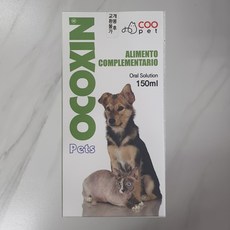 COO
pet
ALIMENTO
COMPLEMENTARIO
Oral Solution
150ml
OCOXIN®
Pets